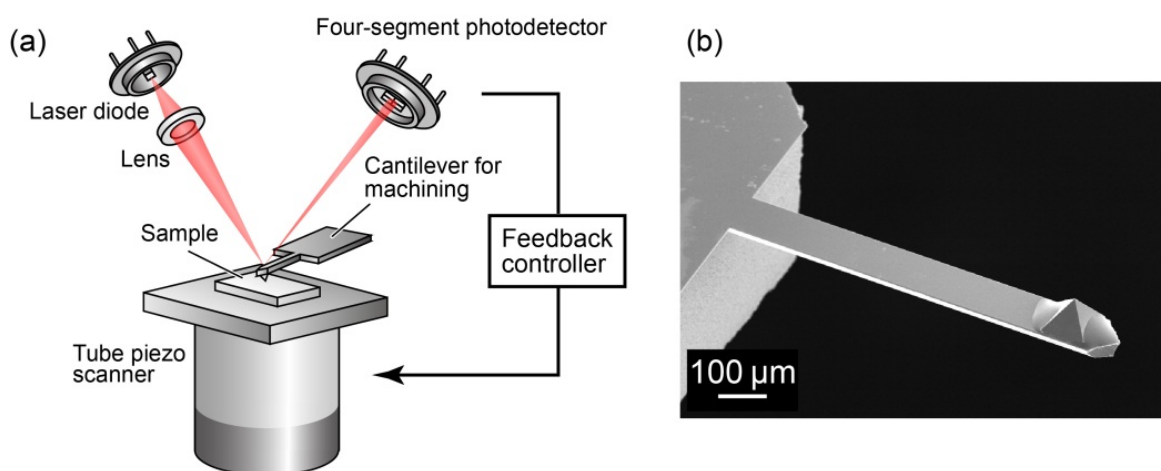 (a)
Four-segment photodetector
Laser diode
Lens
Cantilever for
machining
Sample
Feedback
controller
Tube piezo
scanner
(b)
100 µm